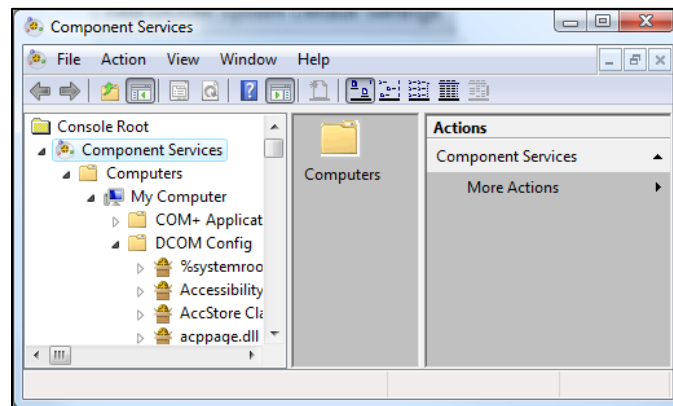 Component Services
File Action View Window Help
Console Root
Component Services
Computers
My Computer
COM+ Applicat
DCOM Config
%systemroo
Accessibility
AccStore Cla
acppage.dll
Computers
Actions
Component Services
More Actions